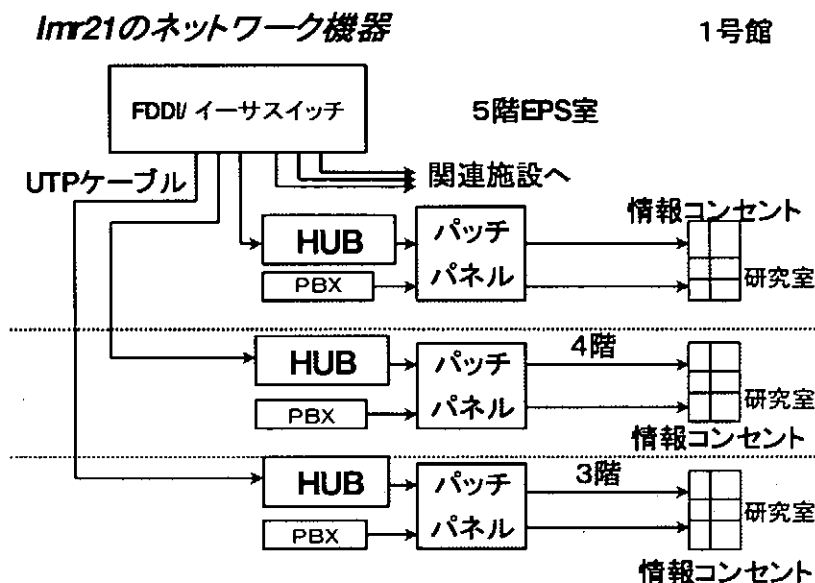 Imr21のネットワーク機器
1号館
FDDI/ イーサスイッチ
5階EPS室
UTPケーブル
関連施設へ
情報コンセント
HUB
パッチ
パネル
PBX
研究室
HUB
パッチ
パネル
4階
PBX
研究室
情報コンセント
HUB
パッチ
パネル
3階
PBX
研究室
情報コンセント